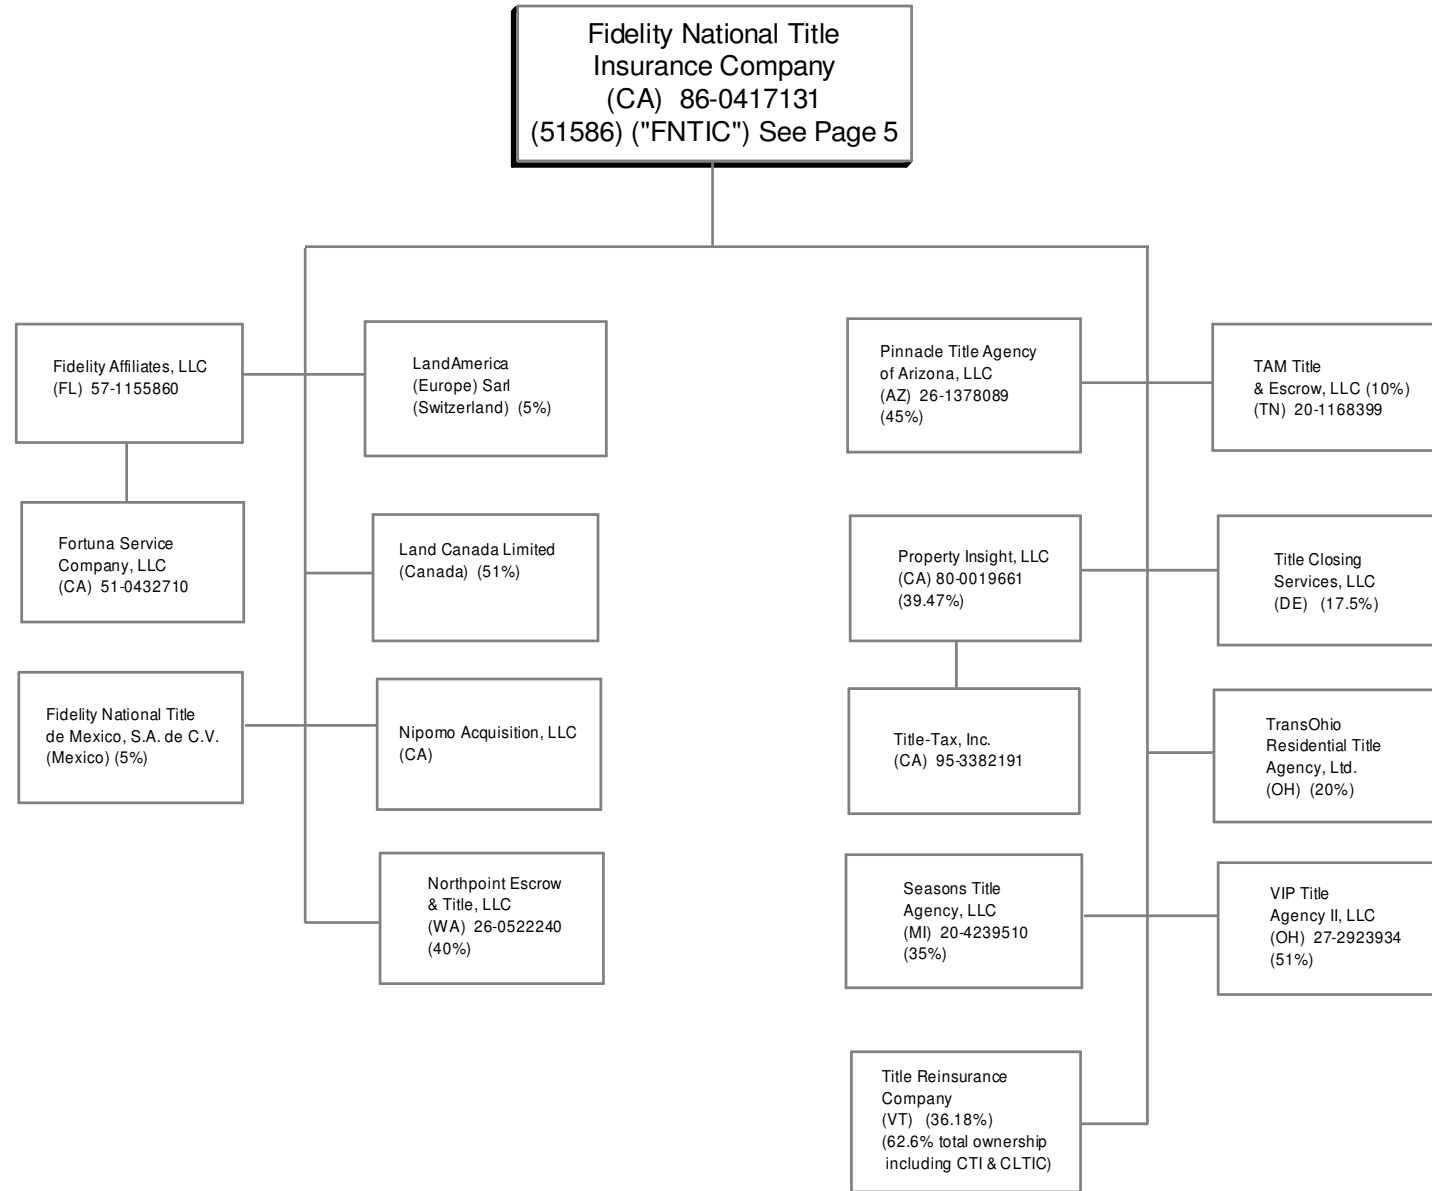 Fidelity National Title
Insurance Company
(CA) 86-0417131
(51586) ("FNTIC") See Page 5
Fidelity Affiliates, LLC
(FL) 57-1155860
LandAmerica
(Europe) Sarl
(Switzerland) (5%)
Pinnacle Title Agency
of Arizona, LLC
(AZ) 26-1378089
(45%)
TAM Title
& Escrow, LLC (10%)
(TN) 20-1168399
Fortuna Service
Company, LLC
(CA) 51-0432710
Land Canada Limited
(Canada) (51%)
Property Insight, LLC
(CA) 80-0019661
(39.47%)
Title Closing
Services, LLC
(DE) (17.5%)
Fidelity National Title
de Mexico, S.A. de C.V.
(Mexico) (5%)
Nipomo Acquisition, LLC
(CA)
Title-Tax, Inc.
(CA) 95-3382191
TransOhio
Residential Title
Agency, Ltd.
(OH) (20%)
Northpoint Escrow
& Title, LLC
(WA) 26-0522240
(40%)
Seasons Title
Agency, LLC
(MI) 20-4239510
(35%)
VIP Title
Agency II, LLC
(OH) 27-2923934
(51%)
Title Reinsurance
Company
(VT) (36.18%)
(62.6% total ownership
including CTI & CLTIC)